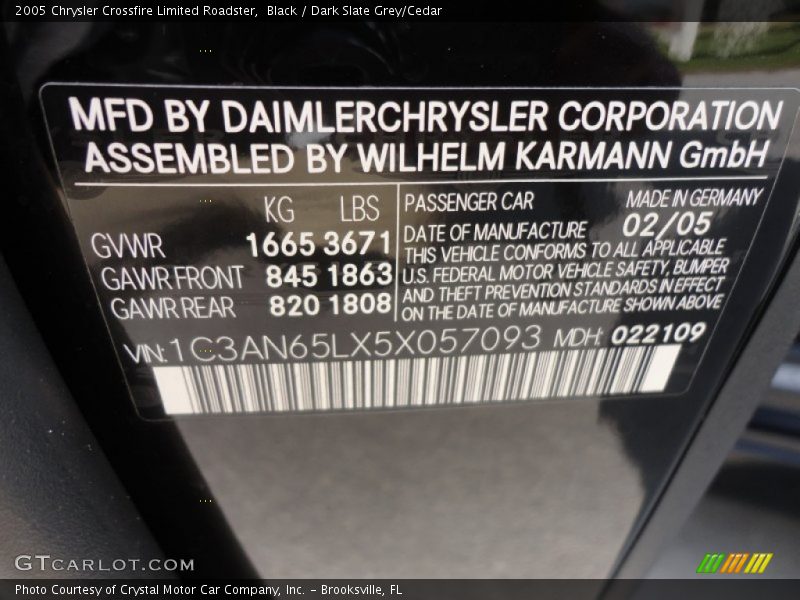 2005 Chrysler Crossfire Limited Roadster,  Black / Dark Slate Grey/Cedar
MFD BY DAIMLERCHRYSLER CORPORATION
ASSEMBLED BY WILHELM KARMANN GmbH
KG LBS
GVWR 1665 3671
GAWR FRONT 845 1863
GAWR REAR 820 1808
PASSENGER CAR MADE IN GERMANY
DATE OF MANUFACTURE 02/05
THIS VEHICLE CONFORMS TO ALL APPLICABLE
U.S. FEDERAL MOTOR VEHICLE SAFETY, BUMPER
AND THEFT PREVENTION STANDARDS IN EFFECT
ON THE DATE OF MANUFACTURE SHOWN ABOVE
VIN: 1C3AN65LX5X057093 MDH: 022109
GTCARLOT.COM
Photo Courtesy of Crystal Motor Car Company, Inc. – Brooksville, FL